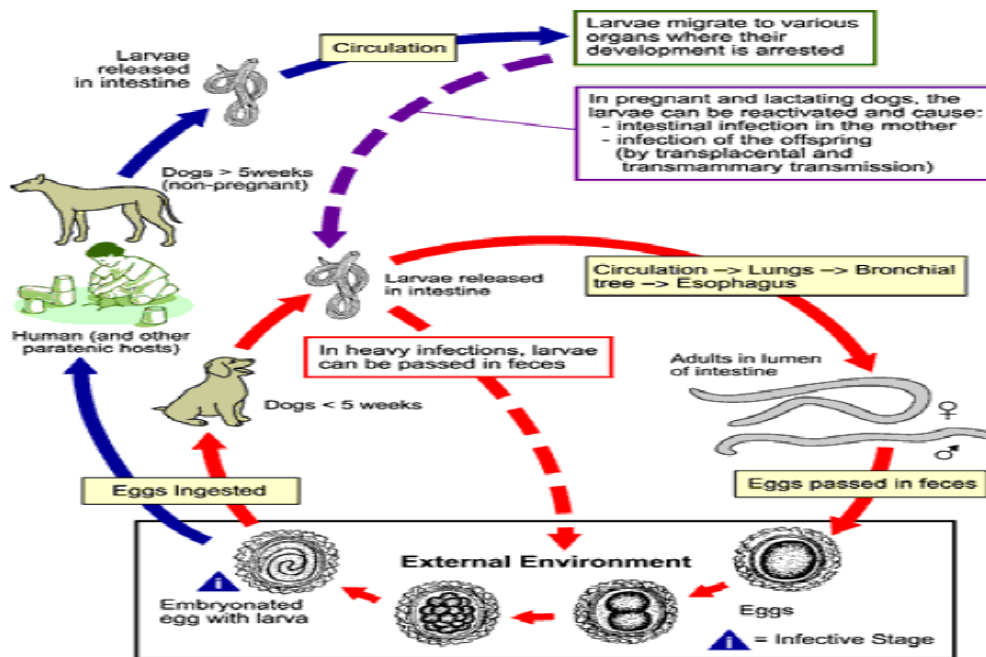 Larvae migrate to various
organs where their
development is arrested
Circulation
Larvae
released
in intestine
In pregnant and lactating dogs, the
larvae can be reactivated and cause:
- intestinal infection in the mother
- infection of the offspring
(by transplacental and
transmammary transmission)
Dogs > 5weeks
(non-pregnant)
Larvae released
in intestine
Circulation –> Lungs –> Bronchial
tree –> Esophagus
Human (and other
paratenic hosts)
In heavy infections, larvae
can be passed in feces
Adults in lumen
of intestine
♀
♂
Dogs < 5 weeks
Eggs Ingested
Eggs passed in feces
External Environment
i
Embryonated
egg with larva
Eggs
i = Infective Stage